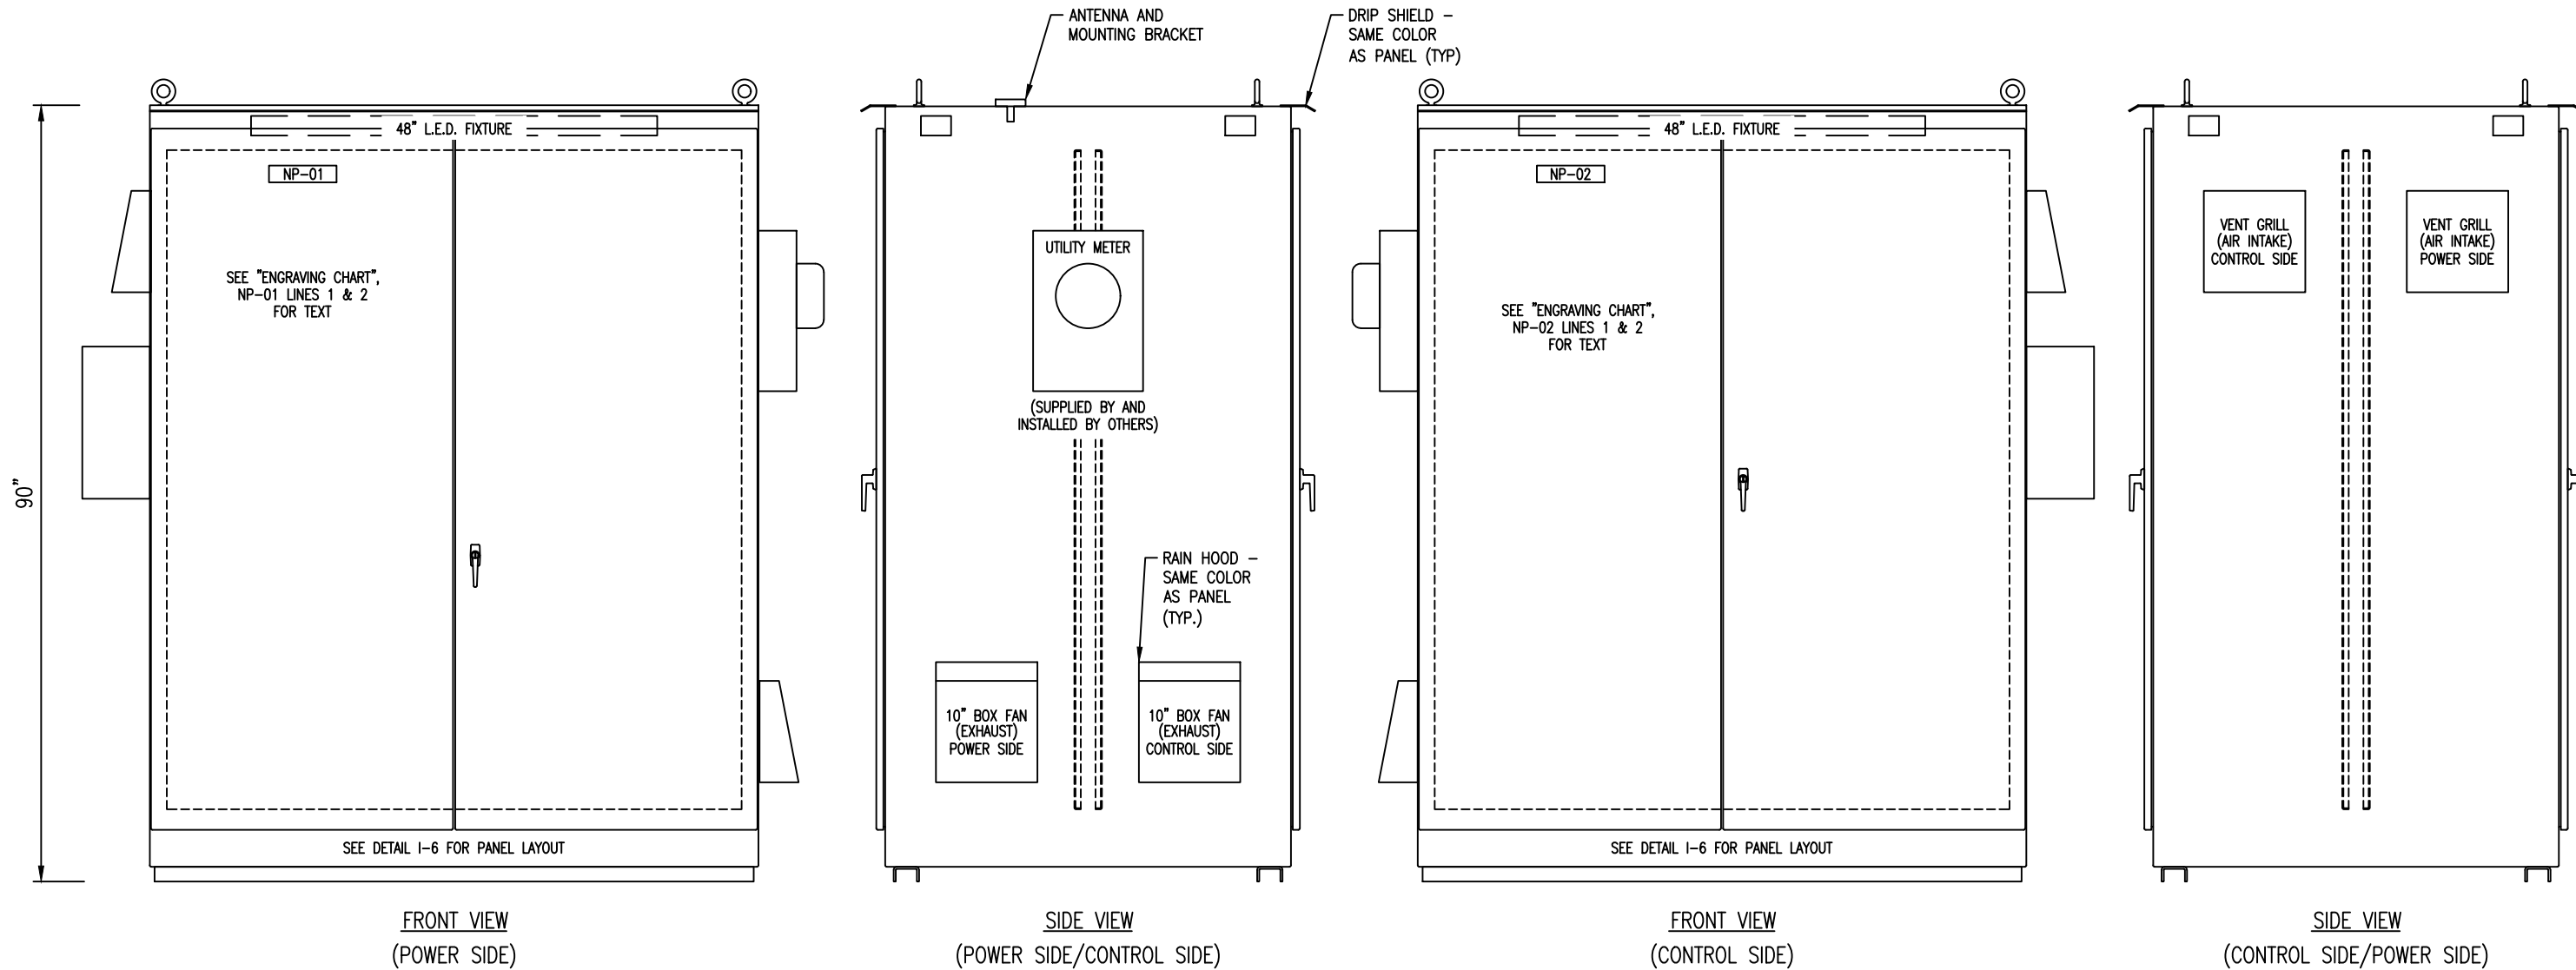 ANTENNA AND
MOUNTING BRACKET
DRIP SHIELD -
SAME COLOR
AS PANEL (TYP)
90"
48" L.E.D. FIXTURE
NP-01
SEE "ENGRAVING CHART",
NP-01 LINES 1 & 2
FOR TEXT
SEE DETAIL I-6 FOR PANEL LAYOUT
FRONT VIEW
(POWER SIDE)
UTILITY METER
(SUPPLIED BY AND
INSTALLED BY OTHERS)
RAIN HOOD -
SAME COLOR
AS PANEL
(TYP.)
10" BOX FAN
(EXHAUST)
POWER SIDE
10" BOX FAN
(EXHAUST)
CONTROL SIDE
SIDE VIEW
(POWER SIDE/CONTROL SIDE)
48" L.E.D. FIXTURE
NP-02
SEE "ENGRAVING CHART",
NP-02 LINES 1 & 2
FOR TEXT
SEE DETAIL I-6 FOR PANEL LAYOUT
FRONT VIEW
(CONTROL SIDE)
VENT GRILL
(AIR INTAKE)
CONTROL SIDE
VENT GRILL
(AIR INTAKE)
POWER SIDE
SIDE VIEW
(CONTROL SIDE/POWER SIDE)